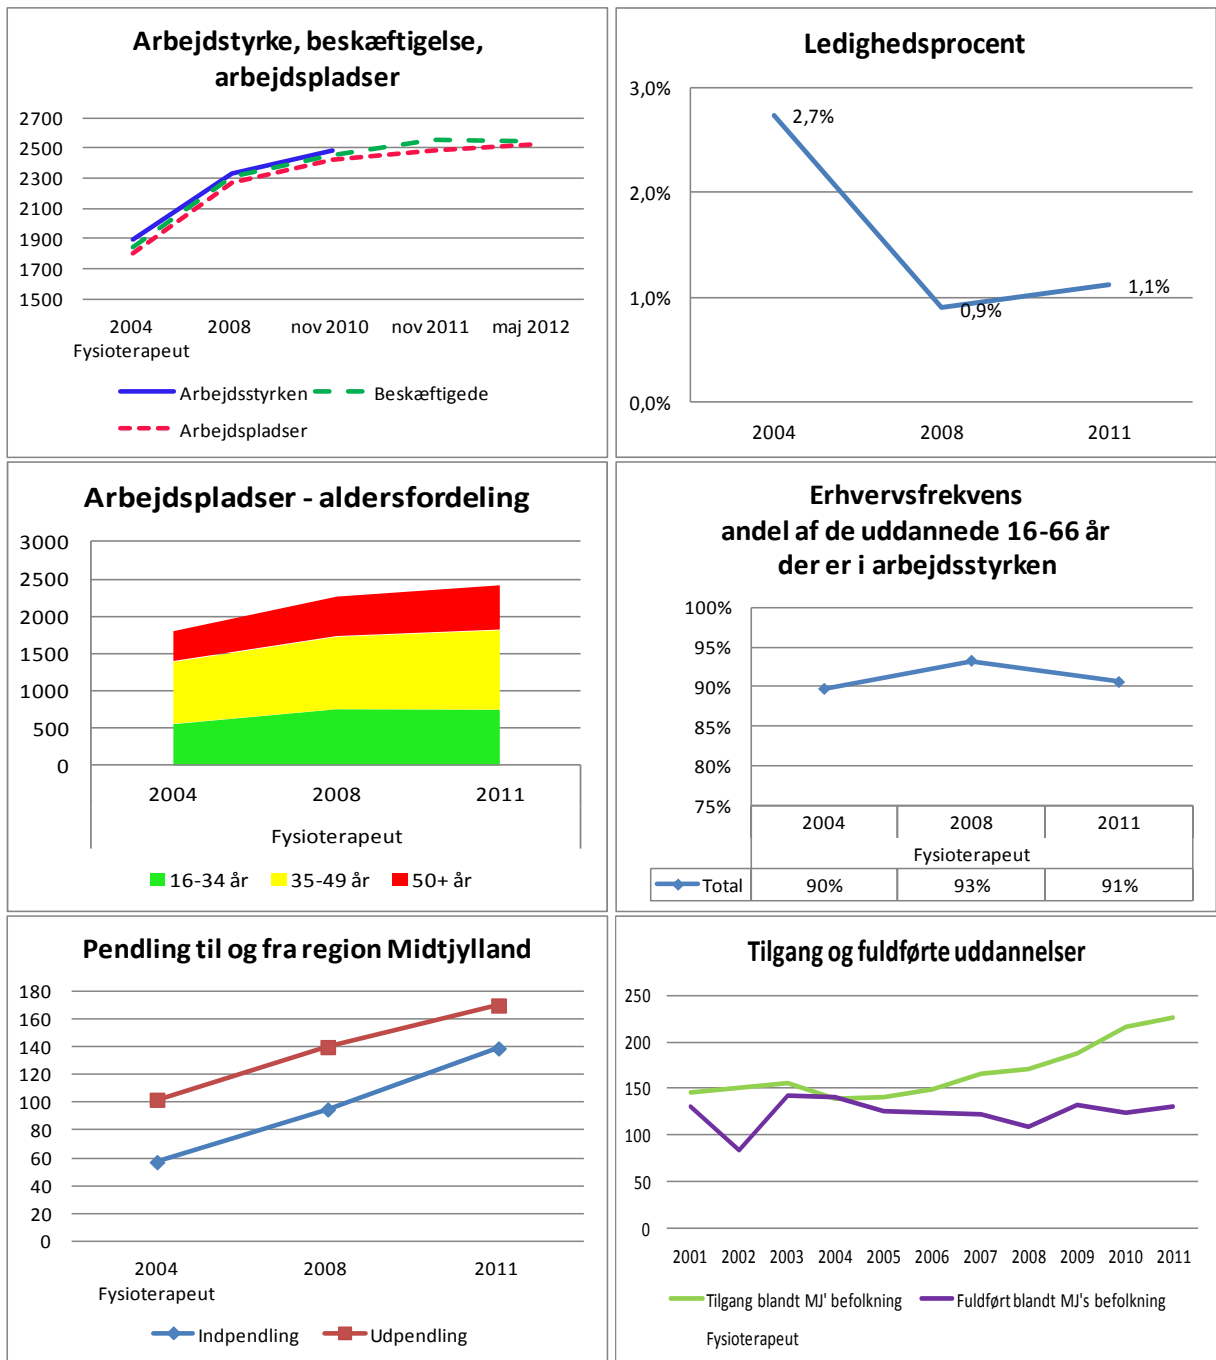 Arbejdstyrke, beskæftigelse,
arbejdspladser
2700
2500
2300
2100
1900
1700
1500
2004 2008 nov 2010 nov 2011 maj 2012
Fysioterapeut
Arbejdsstyrken Beskæftigede
Arbejdspladser
Ledighedsprocent
3,0%
2,0%
1,0%
0,0%
2,7%
0,9%
1,1%
2004 2008 2011
Arbejdspladser - aldersfordeling
3000
2500
2000
1500
1000
500
0
2004 2008 2011
Fysioterapeut
16-34 år 35-49 år 50+ år
Erhvervsfrekvens
andel af de uddannede 16-66 år
der er i arbejdsstyrken
100%
95%
90%
85%
80%
75%
2004 2008 2011
Fysioterapeut
Total 90% 93% 91%
Pendling til og fra region Midtjylland
180
160
140
120
100
80
60
40
20
0
2004 2008 2011
Fysioterapeut
Indpendling Udpendling
Tilgang og fuldførte uddannelser
250
200
150
100
50
0
2001 2002 2003 2004 2005 2006 2007 2008 2009 2010 2011
Tilgang blandt MJ' befolkning Fuldført blandt MJ's befolkning
Fysioterapeut